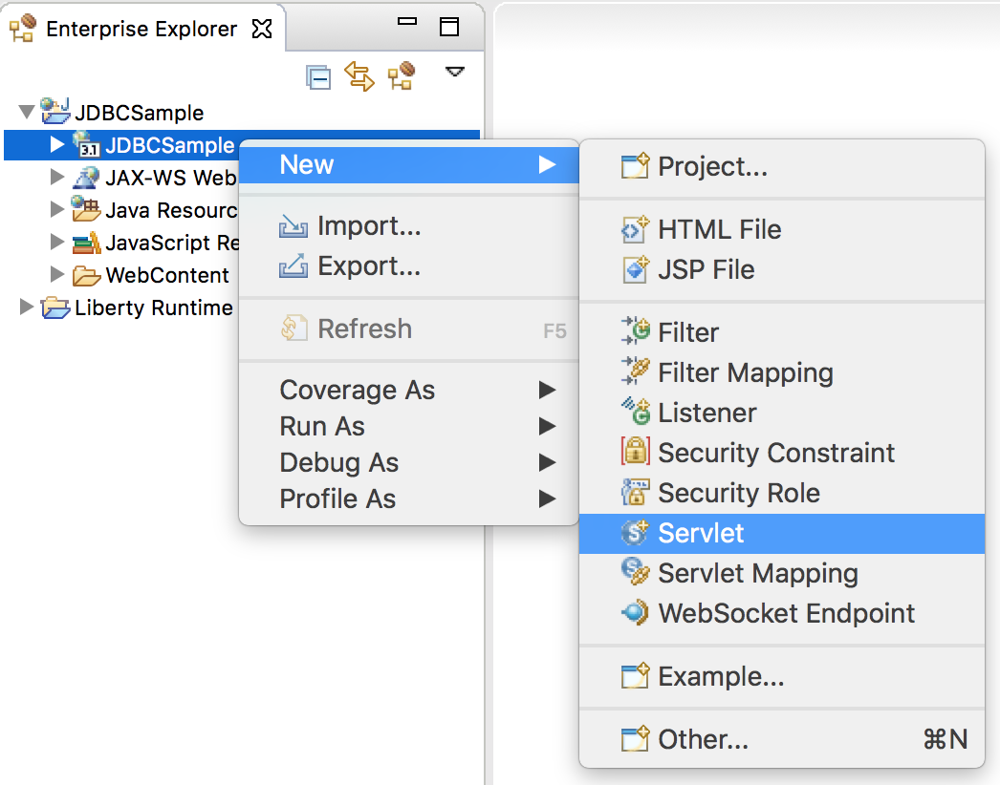 Enterprise Explorer
JDBCSample
3.1 JDBCSample
JAX-WS Web
Java Resourc
JavaScript Re
WebContent
Liberty Runtime
New
Import...
Export...
Refresh F5
Coverage As
Run As
Debug As
Profile As
Project...
HTML File
JSP File
Filter
Filter Mapping
Listener
Security Constraint
Security Role
Servlet
Servlet Mapping
WebSocket Endpoint
Example...
Other... ⌘N